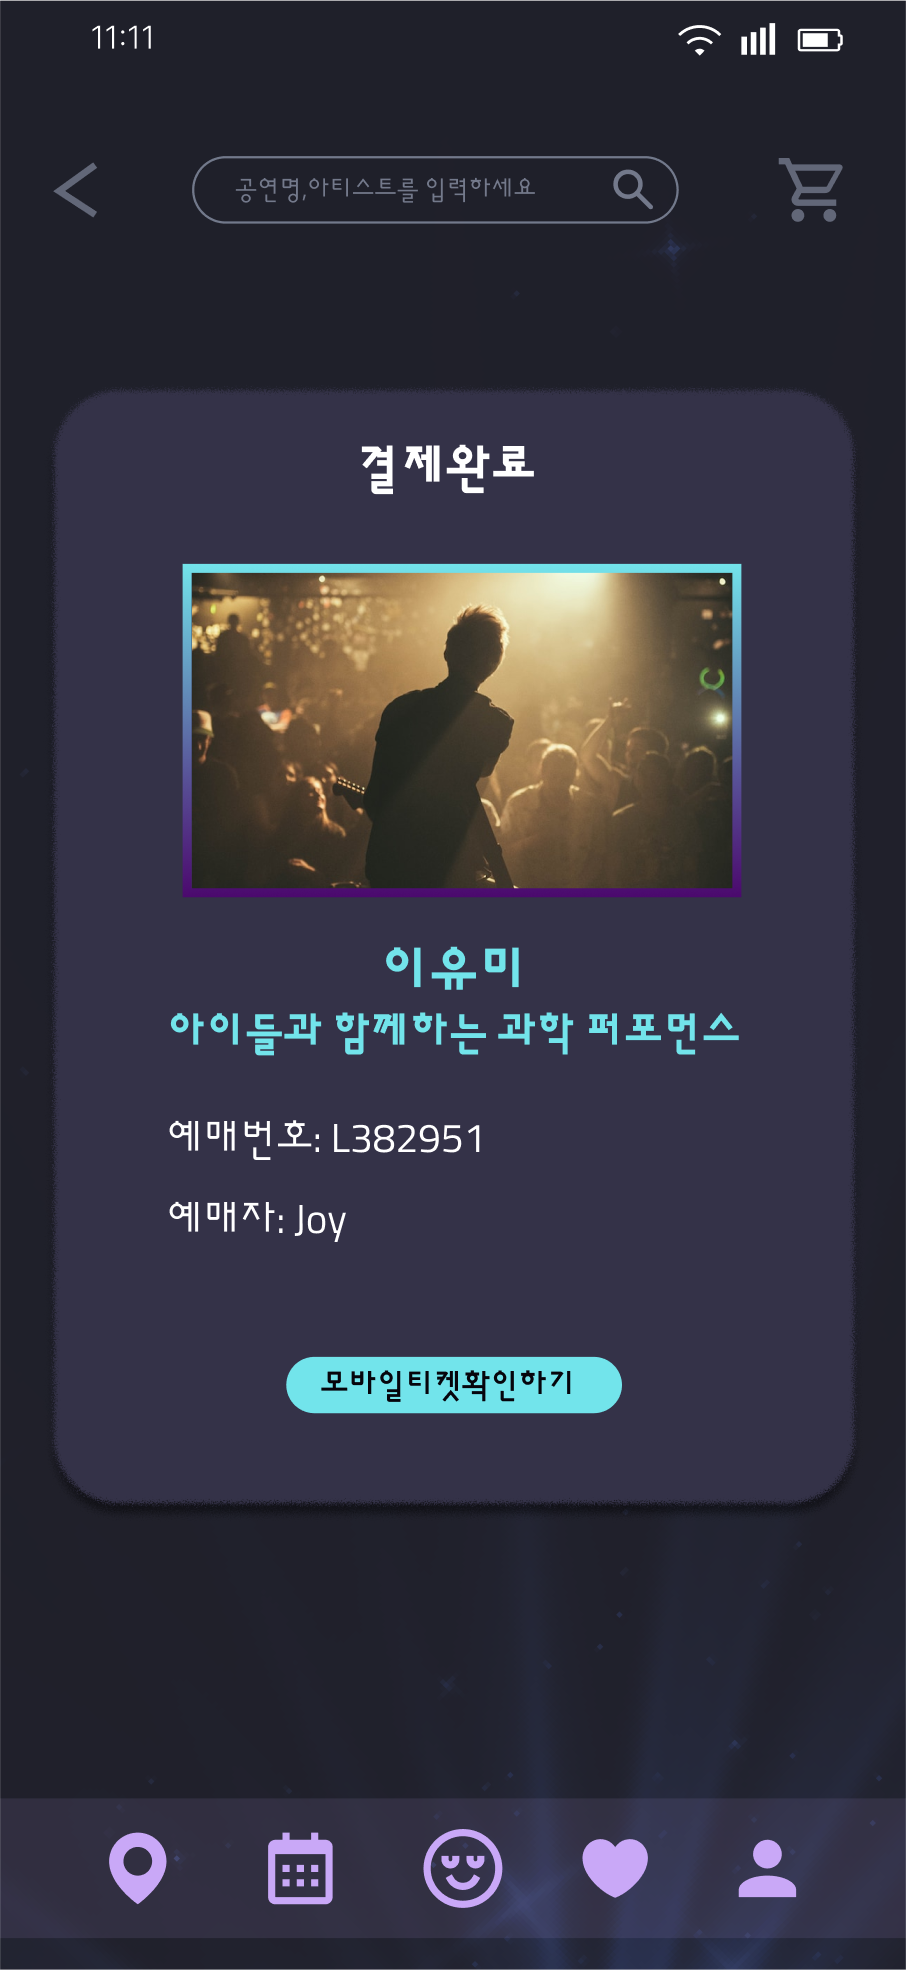 11:11
공연명,아티스트를 입력하세요
결제완료
이유미
아이들과 함께하는 과학 퍼포먼스
예매번호: L382951
예매자: Joy
모바일티켓확인하기